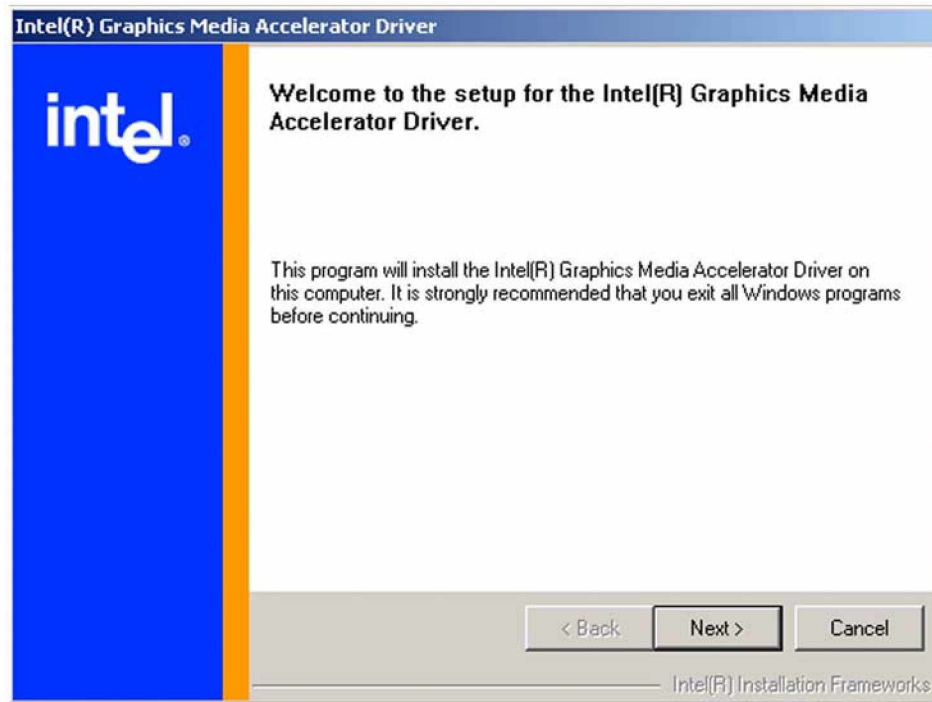 Intel(R) Graphics Media Accelerator Driver
intel®
Welcome to the setup for the Intel(R) Graphics Media
Accelerator Driver.
This program will install the Intel(R) Graphics Media Accelerator Driver on
this computer. It is strongly recommended that you exit all Windows programs
before continuing.
< Back
Next >
Cancel
Intel(R) Installation Frameworks